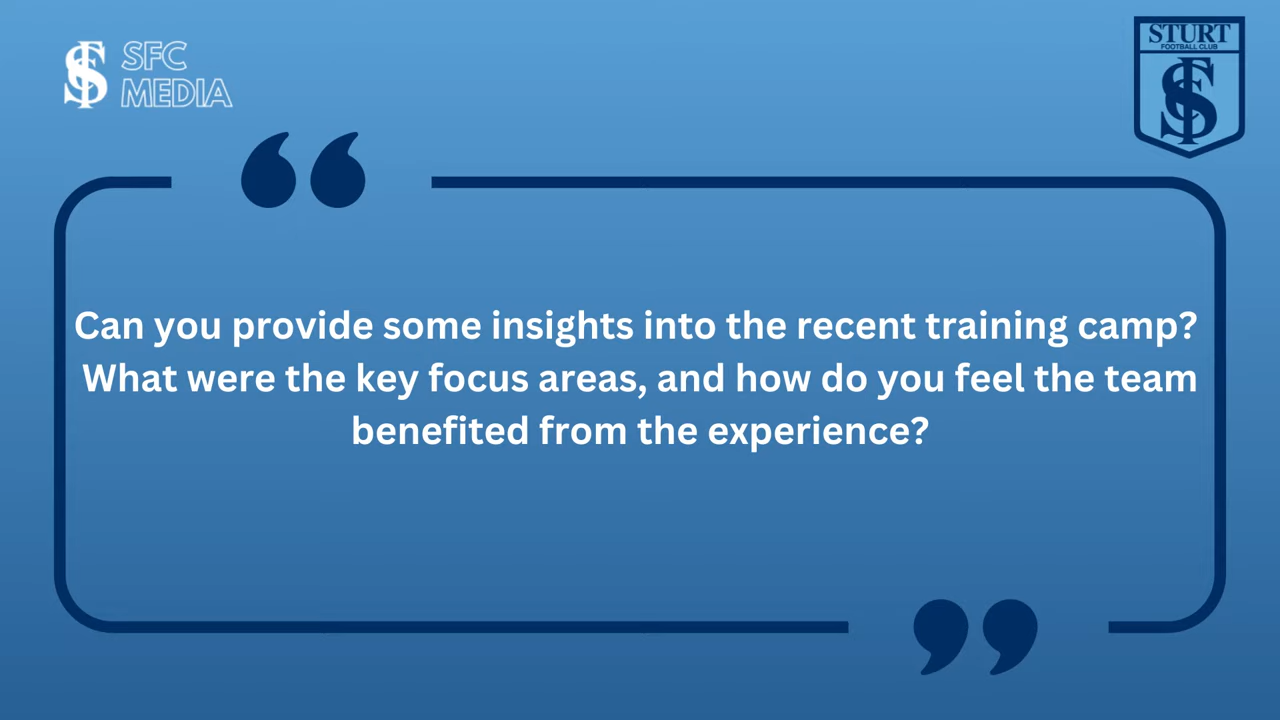 SFC
MEDIA
STURT
FOOTBALL CLUB
SFC
Can you provide some insights into the recent training camp?
What were the key focus areas, and how do you feel the team
benefited from the experience?